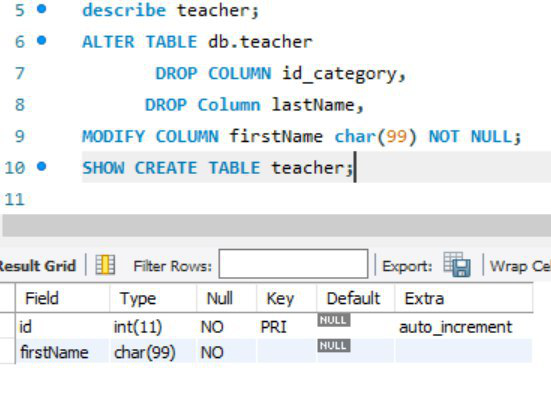 5 describe teacher;
6 ALTER TABLE db.teacher
7 DROP COLUMN id_category,
8 DROP Column lastName,
9 MODIFY COLUMN firstName char(99) NOT NULL;
10 SHOW CREATE TABLE teacher;
11
Result Grid Filter Rows: Export: Wrap Ce
Field Type Null Key Default Extra
id int(11) NO PRI NULL auto_increment
firstName char(99) NO NULL